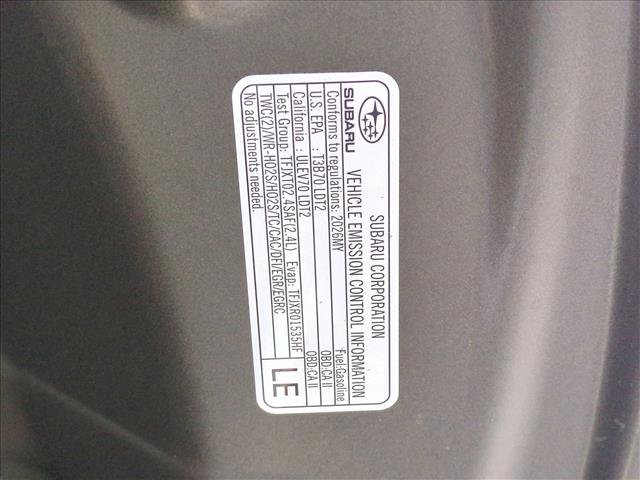 SUBARU CORPORATION
SUBARU VEHICLE EMISSION CONTROL INFORMATION
Conforms to regulations: 2026MY Fuel:Gasoline
U.S. EPA : T3B70 LDT2 OBD:CA II
California : ULEV70 LDT2 OBD:CA II
Test Group: TFJXT02.4SAF(2.4L) Evap: TFJXR01535HF
TWC(2)/WR-HO2S/HO2S/TC/CAC/DFI/EGR/EGRC
No adjustments needed.
LE